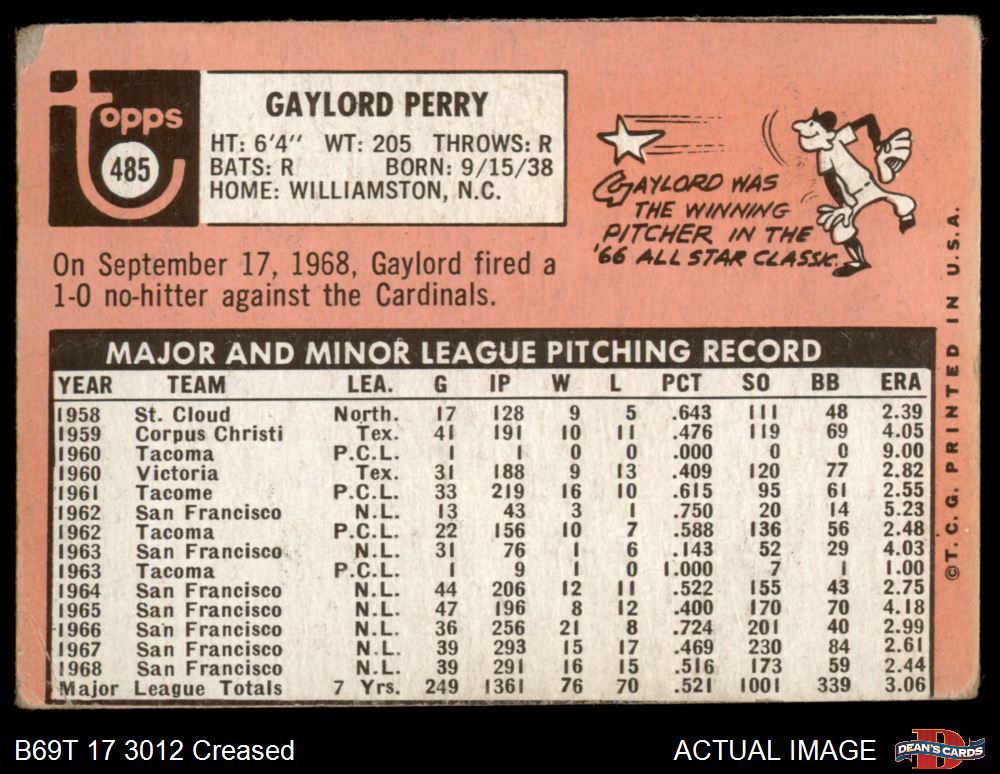 Topps
485
GAYLORD PERRY
HT: 6'4" WT: 205 THROWS: R
BATS: R BORN: 9/15/38
HOME: WILLIAMSTON, N.C.
GAYLORD WAS
THE WINNING
PITCHER IN THE
'66 ALL STAR CLASSIC.
On September 17, 1968, Gaylord fired a
1-0 no-hitter against the Cardinals.
MAJOR AND MINOR LEAGUE PITCHING RECORD
YEAR TEAM LEA. G IP W L PCT SO BB ERA
1958 St. Cloud North. 17 128 9 5 .643 111 48 2.39
1959 Corpus Christi Tex. 41 191 10 11 .476 119 69 4.05
1960 Tacoma P.C.L. 1 1 0 0 .000 0 0 9.00
1960 Victoria Tex. 31 188 9 13 .409 120 77 2.82
1961 Tacome P.C.L. 33 219 16 10 .615 95 61 2.55
1962 San Francisco N.L. 13 43 3 1 .750 20 14 5.23
1962 Tacoma P.C.L. 22 156 10 7 .588 136 56 2.48
1963 San Francisco N.L. 31 76 1 6 .143 52 29 4.03
1963 Tacoma P.C.L. 1 9 1 0 1.000 7 1 1.00
1964 San Francisco N.L. 44 206 12 11 .522 155 43 2.75
1965 San Francisco N.L. 47 196 8 12 .400 170 70 4.18
1966 San Francisco N.L. 36 256 21 8 .724 201 40 2.99
1967 San Francisco N.L. 39 293 15 17 .469 230 84 2.61
1968 San Francisco N.L. 39 291 16 15 .516 173 59 2.44
Major League Totals 7 Yrs. 249 1361 76 70 .521 1001 339 3.06
©T.C.G. PRINTED IN U.S.A.
B69T 17 3012 Creased
ACTUAL IMAGE
D
DEAN'S CARDS